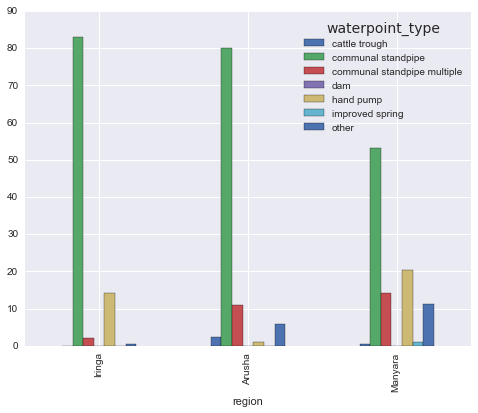 90
80
70
60
50
40
30
20
10
0
waterpoint_type
cattle trough
communal standpipe
communal standpipe multiple
dam
hand pump
improved spring
other
Iringa
Arusha
Manyara
region